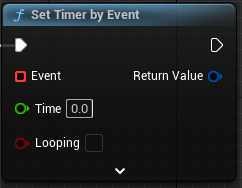 Set Timer by Event
Event
Return Value
Time 0.0
Looping